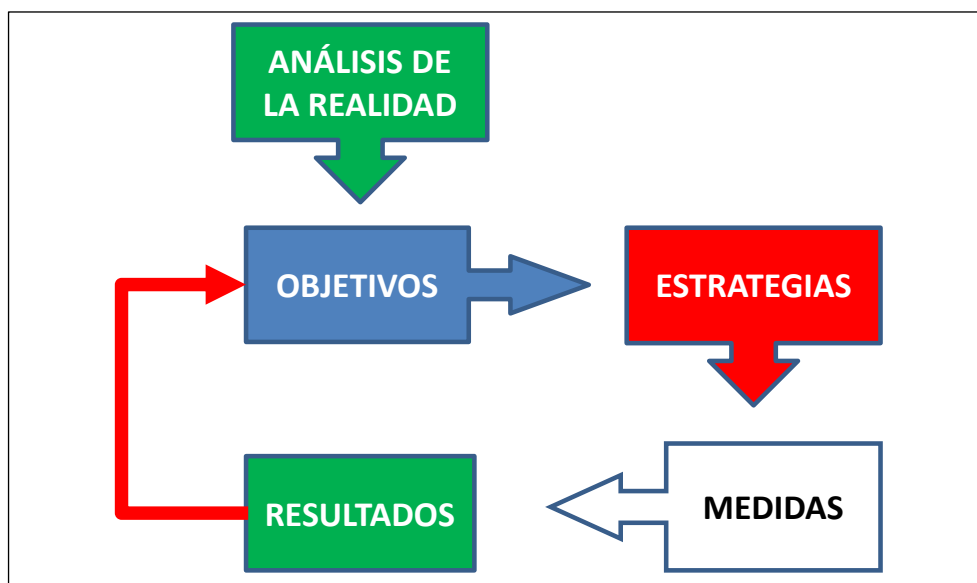 ANÁLISIS DE
LA REALIDAD
OBJETIVOS
ESTRATEGIAS
RESULTADOS
MEDIDAS